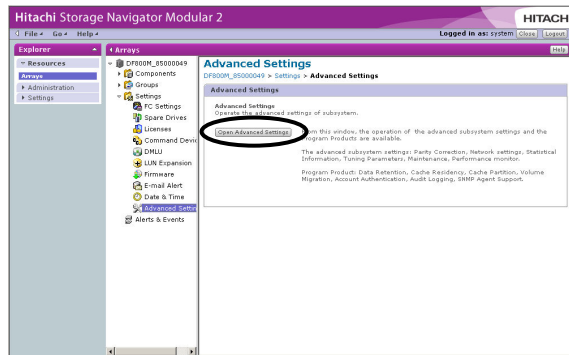 Hitachi Storage Navigator Modular 2
HITACH
File Go Help
Logged in as: system Close Logout
Explorer
Arrays
Help
Resources
Arrays
Administration
Settings
DF800M_85000049
Components
Groups
Settings
FC Settings
Spare Drives
Licenses
Command Devic
DMLU
LUN Expansion
Firmware
E-mail Alert
Date & Time
Advanced Settin
Alerts & Events
Advanced Settings
DF800M_85000049 > Settings > Advanced Settings
Advanced Settings
Advanced Settings
Operate the advanced settings of subsystem.
Open Advanced Settings
From this window, the operation of the advanced subsystem settings and the
Program Products are available.
The advanced subsystem settings: Parity Correction, Network settings, Statistical
Information, Tuning Parameters, Maintenance, Performance monitor.
Program Product: Data Retention, Cache Residency, Cache Partition, Volume
Migration, Account Authentication, Audit Logging, SNMP Agent Support.